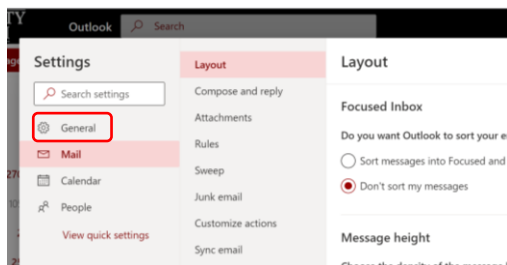 TY
Outlook
Search
Settings
Search settings
General
Mail
Calendar
People
View quick settings
Layout
Compose and reply
Attachments
Rules
Sweep
Junk email
Customize actions
Sync email
Layout
Focused Inbox
Do you want Outlook to sort your
Sort messages into Focused and
Don't sort my messages
Message height